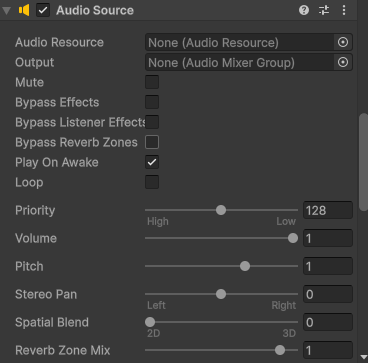 Audio Source
Audio Resource None (Audio Resource)
Output None (Audio Mixer Group)
Mute
Bypass Effects
Bypass Listener Effects
Bypass Reverb Zones
Play On Awake
Loop
Priority 128
High Low
Volume 1
Pitch 1
Stereo Pan 0
Left Right
Spatial Blend 0
2D 3D
Reverb Zone Mix 1